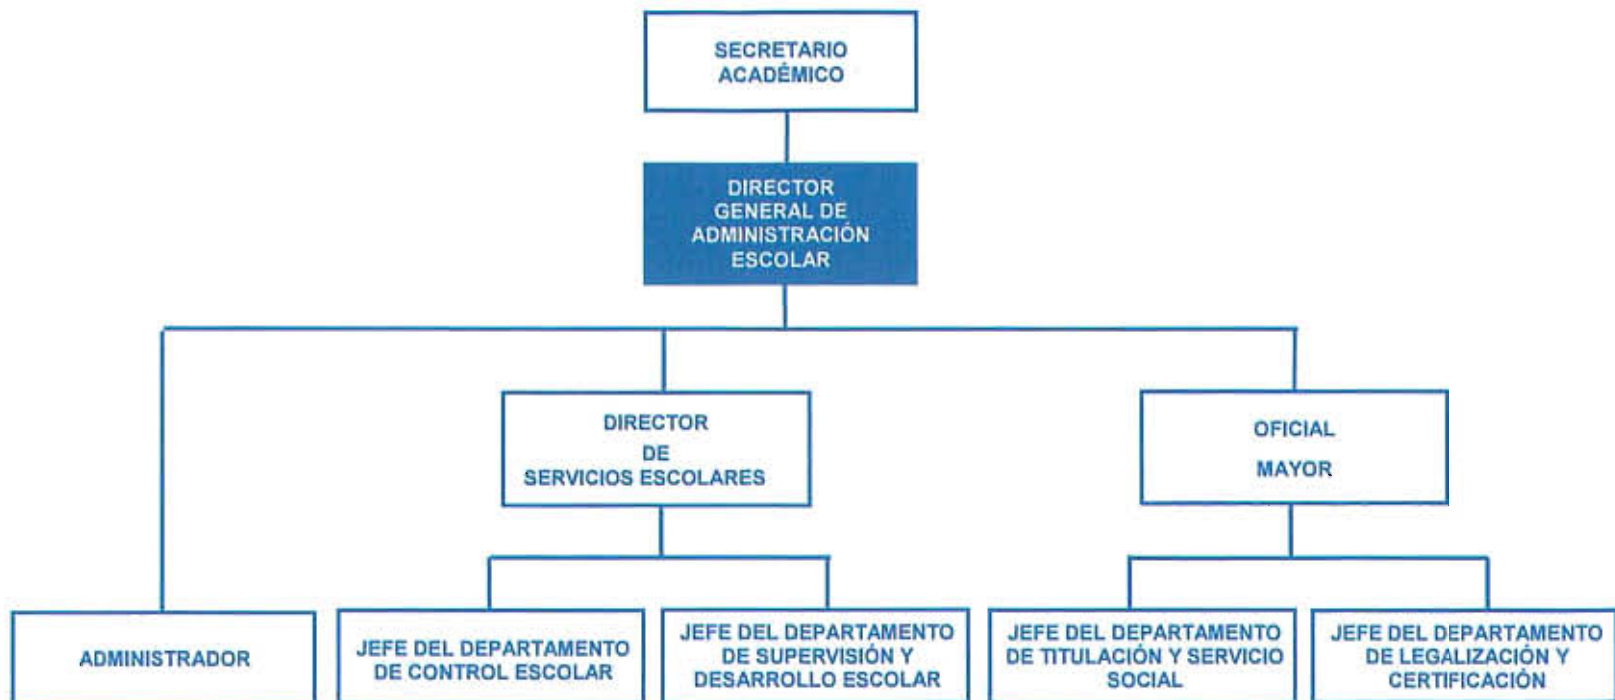 SECRETARIO
ACADÉMICO
DIRECTOR
GENERAL DE
ADMINISTRACIÓN
ESCOLAR
DIRECTOR
DE
SERVICIOS ESCOLARES
OFICIAL
MAYOR
ADMINISTRADOR
JEFE DEL DEPARTAMENTO
DE CONTROL ESCOLAR
JEFE DEL DEPARTAMENTO
DE SUPERVISIÓN Y
DESARROLLO ESCOLAR
JEFE DEL DEPARTAMENTO
DE TITULACIÓN Y SERVICIO
SOCIAL
JEFE DEL DEPARTAMENTO
DE LEGALIZACIÓN Y
CERTIFICACIÓN